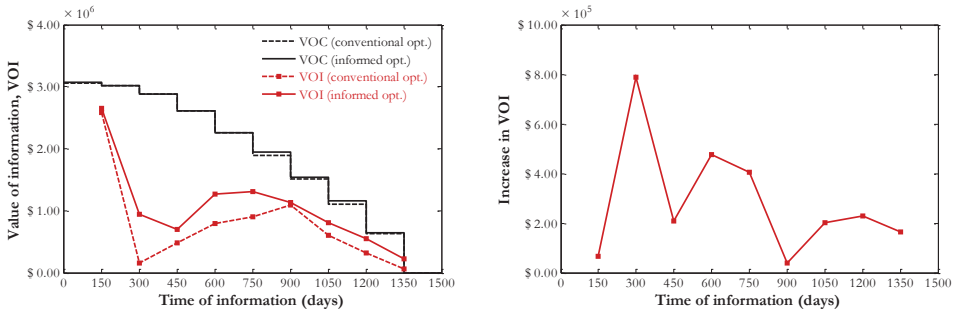 × 10⁶
$ 4.00
$ 3.00
$ 2.00
$ 1.00
$ 0.00
Value of information, VOI
VOC (conventional opt.)
VOC (informed opt.)
VOI (conventional opt.)
VOI (informed opt.)
0 150 300 450 600 750 900 1050 1200 1350 1500
Time of information (days)
× 10⁵
$ 10.00
$ 8.00
$ 6.00
$ 4.00
$ 2.00
$ 0.00
Increase in VOI
0 150 300 450 600 750 900 1050 1200 1350 1500
Time of information (days)